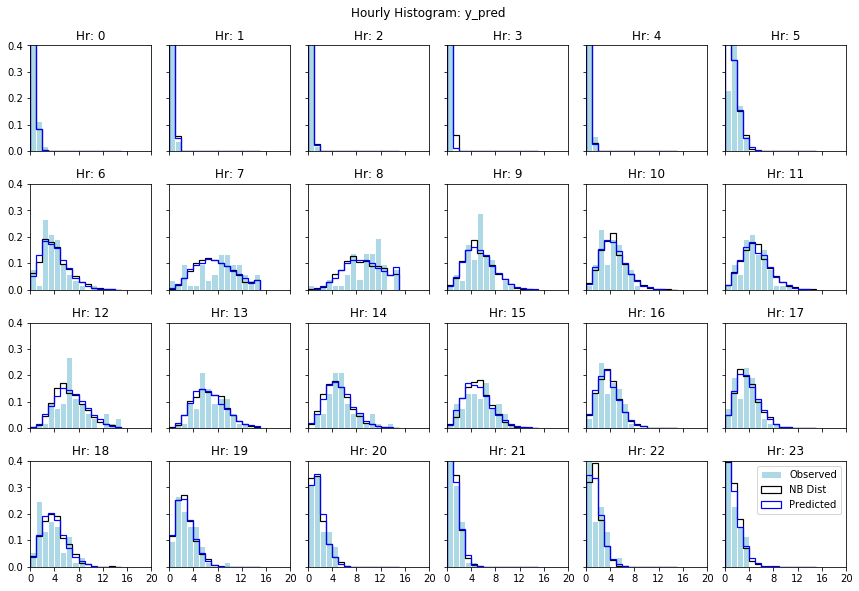 Hourly Histogram: y_pred
Hr: 0 Hr: 1 Hr: 2 Hr: 3 Hr: 4 Hr: 5
0.4
0.3
0.2
0.1
0.0
Hr: 6 Hr: 7 Hr: 8 Hr: 9 Hr: 10 Hr: 11
0.4
0.3
0.2
0.1
0.0
Hr: 12 Hr: 13 Hr: 14 Hr: 15 Hr: 16 Hr: 17
0.4
0.3
0.2
0.1
0.0
Hr: 18 Hr: 19 Hr: 20 Hr: 21 Hr: 22 Hr: 23
0.4
0.3
0.2
0.1
0.0
Observed
NB Dist
Predicted
0 4 8 12 16 20 0 4 8 12 16 20 0 4 8 12 16 20 0 4 8 12 16 20 0 4 8 12 16 20 0 4 8 12 16 20